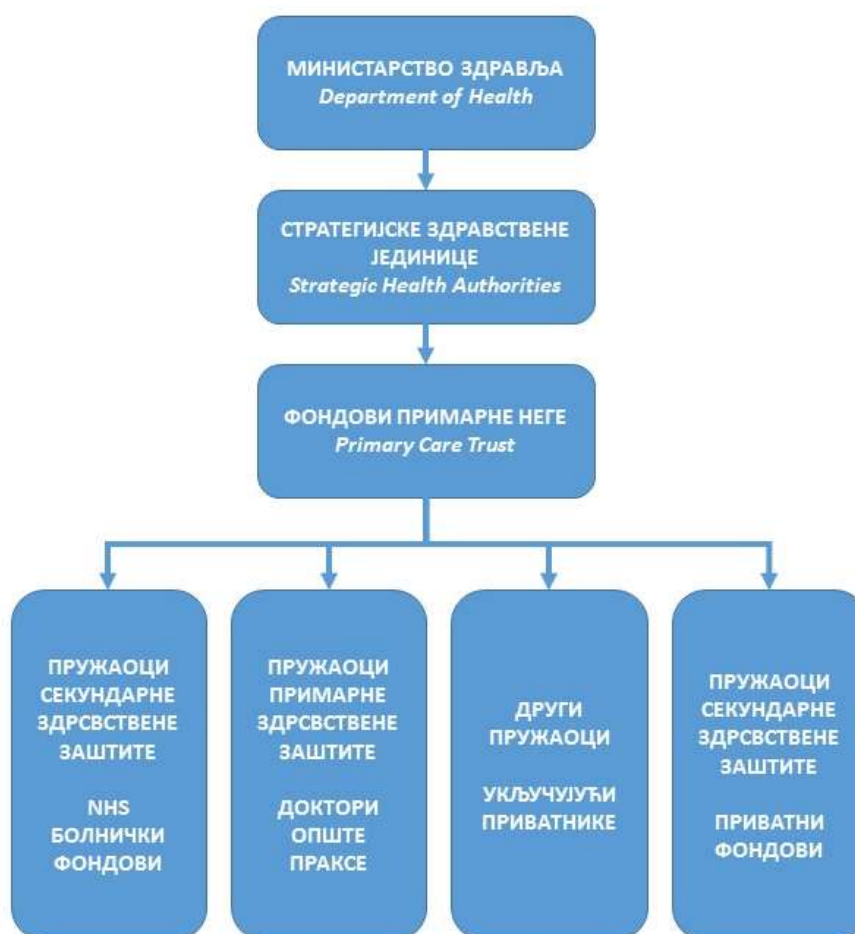 МИНИСТАРСТВО ЗДРАВЉА
Department of Health
СТРАТЕГИЈСКЕ ЗДРАВСТВЕНЕ
ЈЕДИНИЦЕ
Strategic Health Authorities
ФОНДОВИ ПРИМАРНЕ НЕГЕ
Primary Care Trust
ПРУЖАОЦИ
СЕКУНДАРНЕ
ЗДРСВСТВЕНЕ
ЗАШТИТЕ
NHS
БОЛНИЧКИ
ФОНДОВИ
ПРУЖАОЦИ
ПРИМАРНЕ
ЗДРСВСТВЕНЕ
ЗАШТИТЕ
ДОКТОРИ
ОПШТЕ
ПРАКСЕ
ДРУГИ
ПРУЖАОЦИ
УКЉУЧУЈУЋИ
ПРИВАТНИКЕ
ПРУЖАОЦИ
СЕКУНДАРНЕ
ЗДРСВСТВЕНЕ
ЗАШТИТЕ
ПРИВАТНИ
ФОНДОВИ